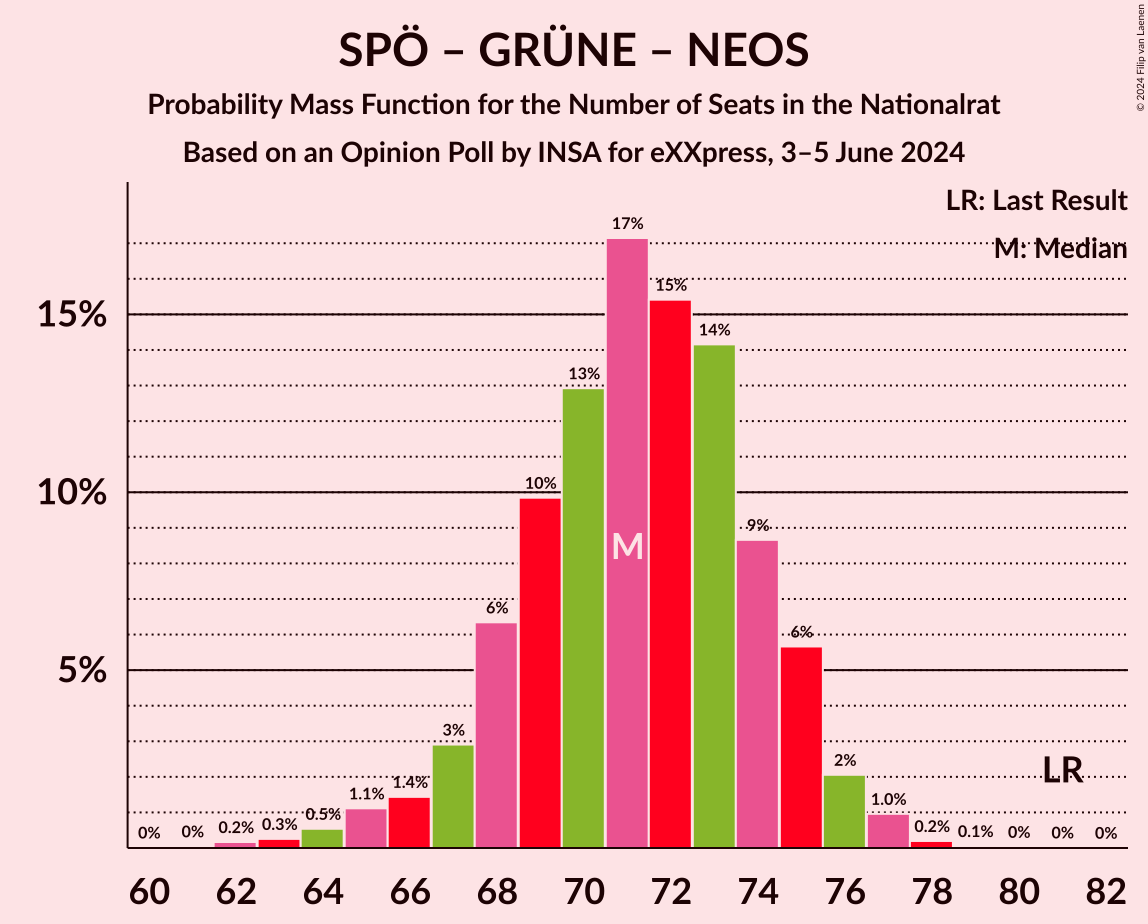 SPÖ – GRÜNE – NEOS
Probability Mass Function for the Number of Seats in the Nationalrat
Based on an Opinion Poll by INSA for eXXpress, 3–5 June 2024
© 2024 Filip van Laenen
LR: Last Result
M: Median
15%
10%
5%
0%
0%
0.2%
0.3%
0.5%
1.1%
1.4%
3%
6%
10%
13%
17%
15%
14%
9%
6%
2%
1.0%
0.2%
0.1%
0%
0%
0%
M
LR
60 62 64 66 68 70 72 74 76 78 80 82